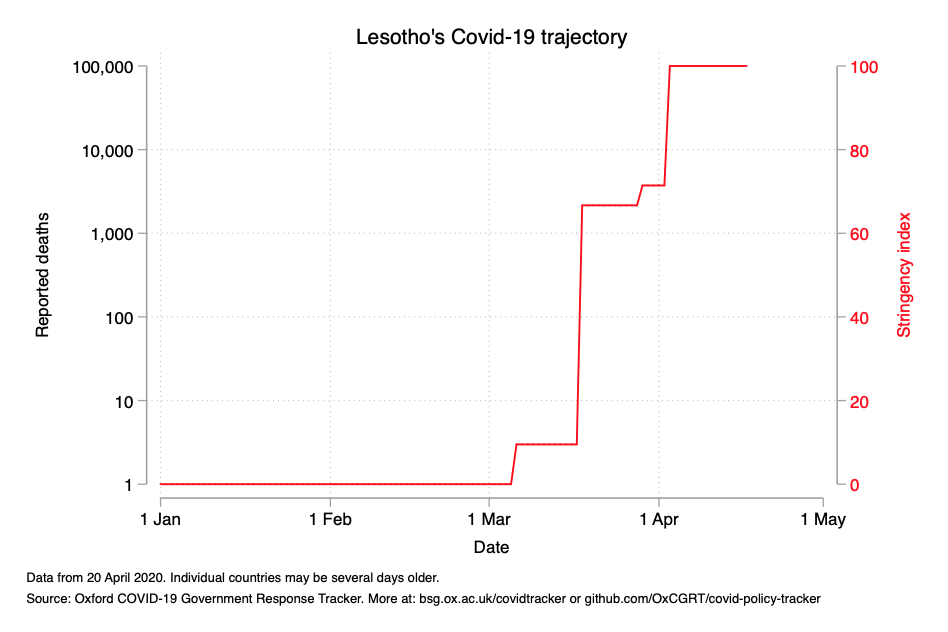 Lesotho's Covid-19 trajectory
Reported deaths
100,000
10,000
1,000
100
10
1
Stringency index
100
80
60
40
20
0
1 Jan
1 Feb
1 Mar
1 Apr
1 May
Date
Data from 20 April 2020. Individual countries may be several days older.
Source: Oxford COVID-19 Government Response Tracker. More at: bsg.ox.ac.uk/covidtracker or github.com/OxCGRT/covid-policy-tracker